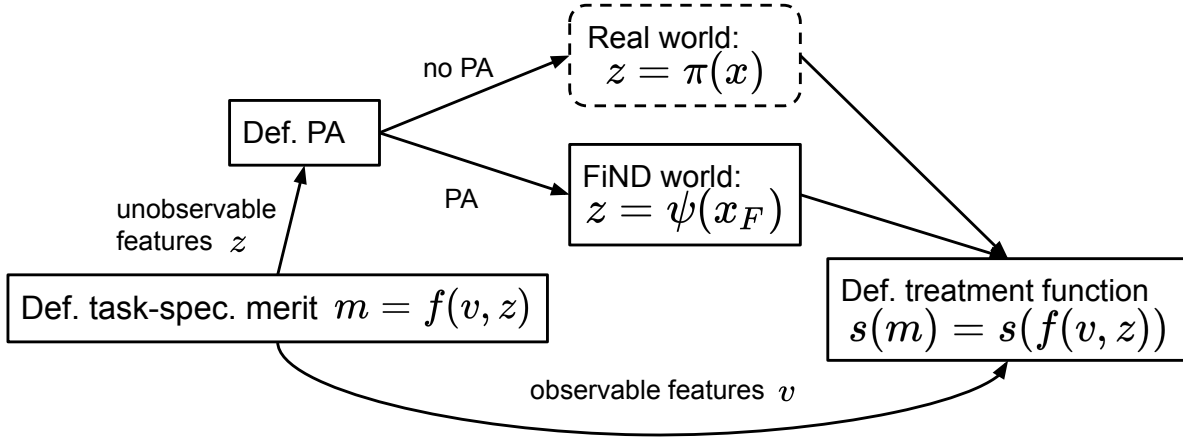 Real world:
z = π(x)
no PA
Def. PA
FiND world:
z = ψ(x_F)
PA
unobservable
features z
Def. task-spec. merit m = f(v, z)
Def. treatment function
s(m) = s(f(v, z))
observable features v